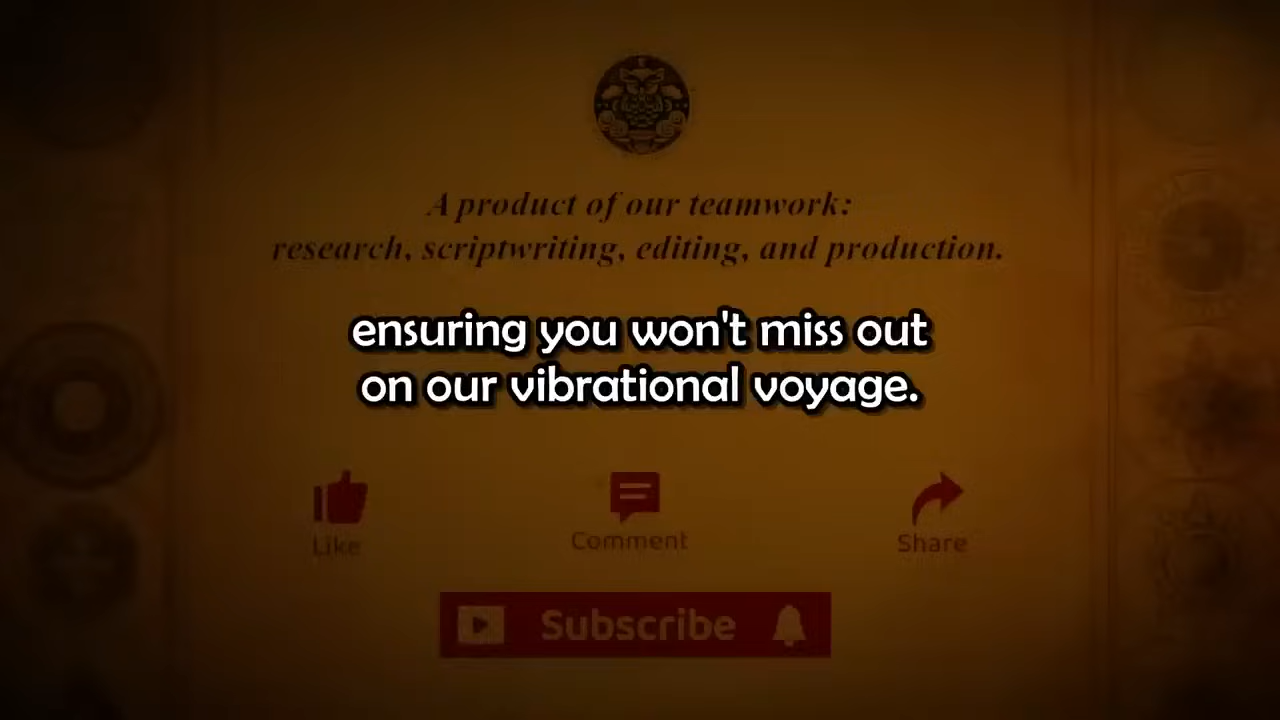 A product of our teamwork:
research, scriptwriting, editing, and production.
ensuring you won't miss out
on our vibrational voyage.
Like
Comment
Share
Subscribe